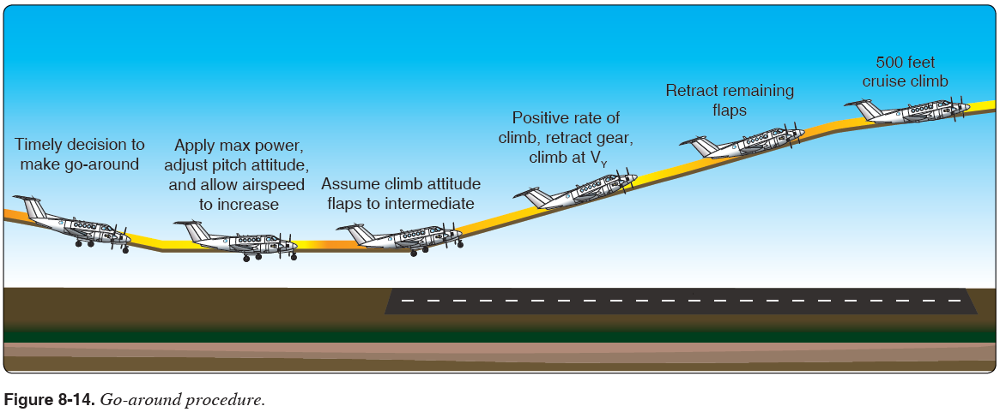 Timely decision to
make go-around
Apply max power,
adjust pitch attitude,
and allow airspeed
to increase
Assume climb attitude
flaps to intermediate
Positive rate of
climb, retract gear,
climb at VY
Retract remaining
flaps
500 feet
cruise climb
Figure 8-14. Go-around procedure.